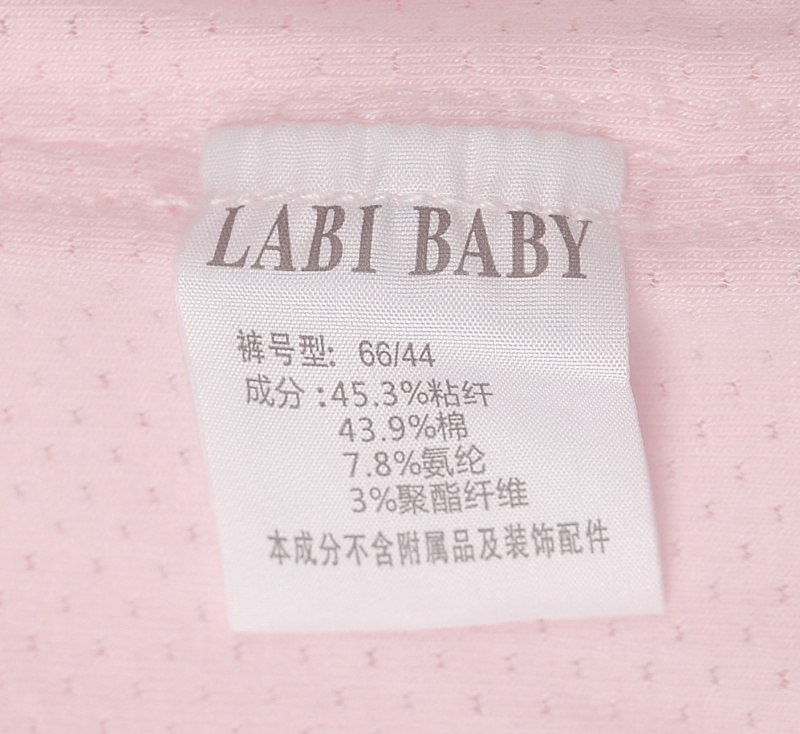 LABI BABY
裤号型: 66/44
成分:45.3%粘纤
43.9%棉
7.8%氨纶
3%聚酯纤维
本成分不含附属品及装饰配件